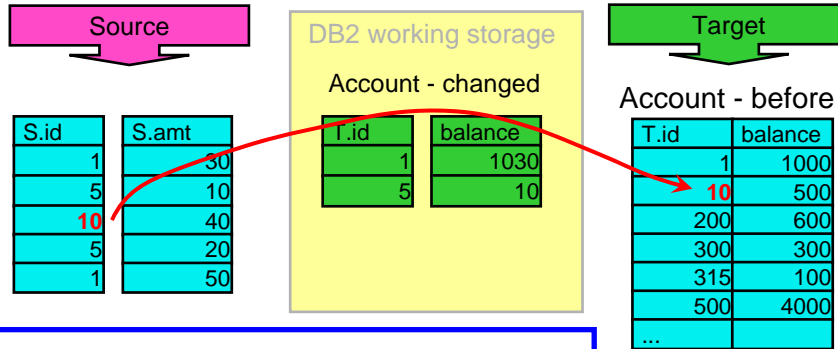 Source
DB2 working storage
Target
Account - changed
Account - before
S.id S.amt
1 30
5 10
10 40
5 20
1 50
T.id balance
1 1030
5 10
T.id balance
1 1000
10 500
200 600
300 300
315 100
500 4000
...